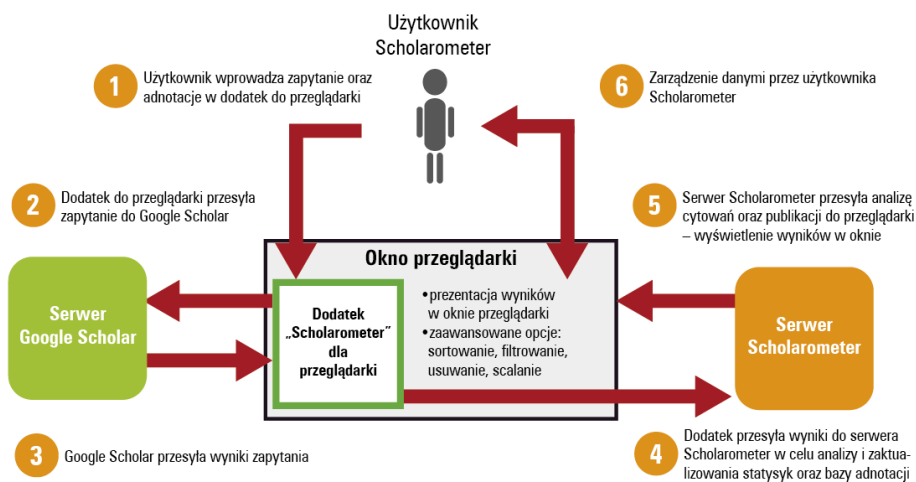 Użytkownik
Scholarometer
1
Użytkownik wprowadza zapytanie oraz
adnotacje w dodatek do przeglądarki
6
Zarządzenie danymi przez użytkownika
Scholarometer
2
Dodatek do przeglądarki przesyła
zapytanie do Google Scholar
5
Serwer Scholarometer przesyła analizę
cytowań oraz publikacji do przeglądarki
– wyświetlenie wyników w oknie
Okno przeglądarki
Serwer
Google Scholar
Dodatek
„Scholarometer”
dla
przeglądarki
•prezentacja wyników
w oknie przeglądarki
•zaawansowane opcje:
sortowanie, filtrowanie,
usuwanie, scalanie
Serwer
Scholarometer
3
Google Scholar przesyła wyniki zapytania
4
Dodatek przesyła wyniki do serwera
Scholarometer w celu analizy i zaktua-
lizowania statysyk oraz bazy adnotacji